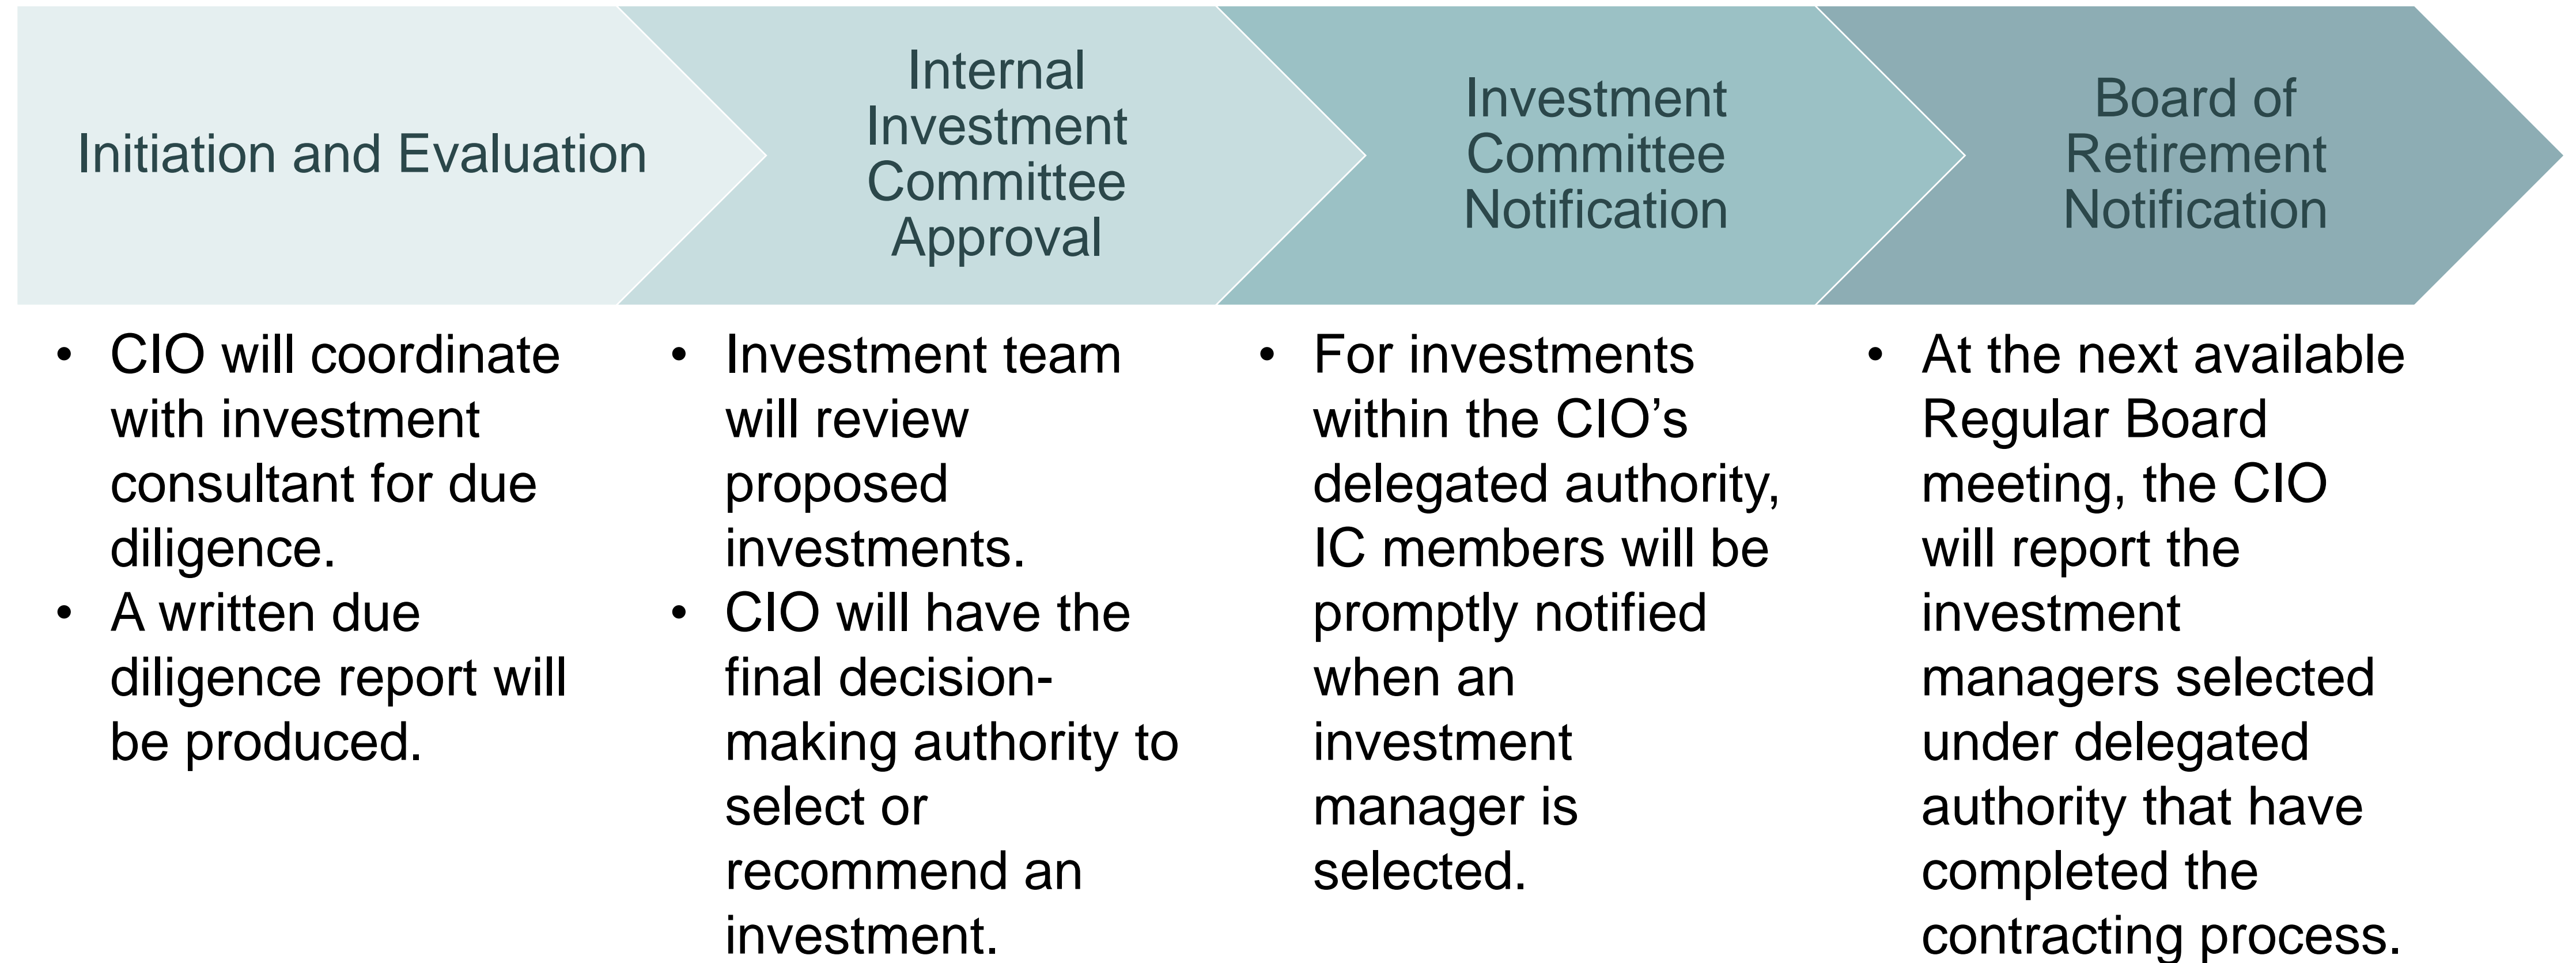 Initiation and Evaluation
Internal
Investment
Committee
Approval
Investment
Committee
Notification
Board of
Retirement
Notification
• CIO will coordinate
with investment
consultant for due
diligence.
• A written due
diligence report will
be produced.
• Investment team
will review
proposed
investments.
• CIO will have the
final decision-
making authority to
select or
recommend an
investment.
• For investments
within the CIO’s
delegated authority,
IC members will be
promptly notified
when an
investment
manager is
selected.
• At the next available
Regular Board
meeting, the CIO
will report the
investment
managers selected
under delegated
authority that have
completed the
contracting process.